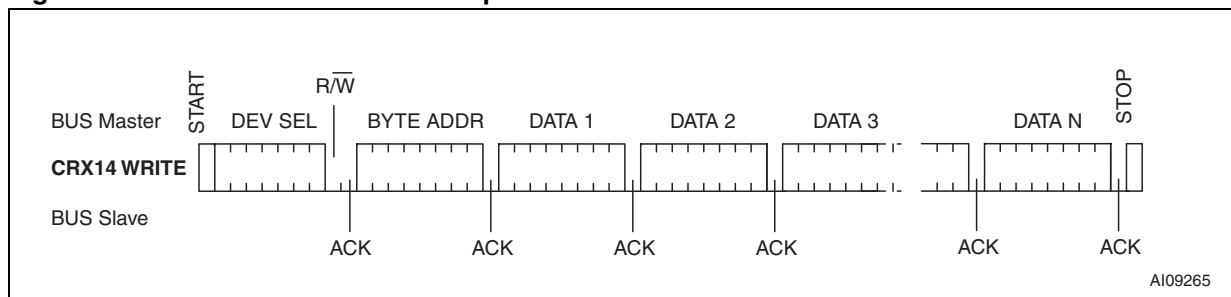 START
R/W
STOP
BUS Master
DEV SEL
BYTE ADDR
DATA 1
DATA 2
DATA 3
DATA N
CRX14 WRITE
BUS Slave
ACK
ACK
ACK
ACK
ACK
ACK
AI09265